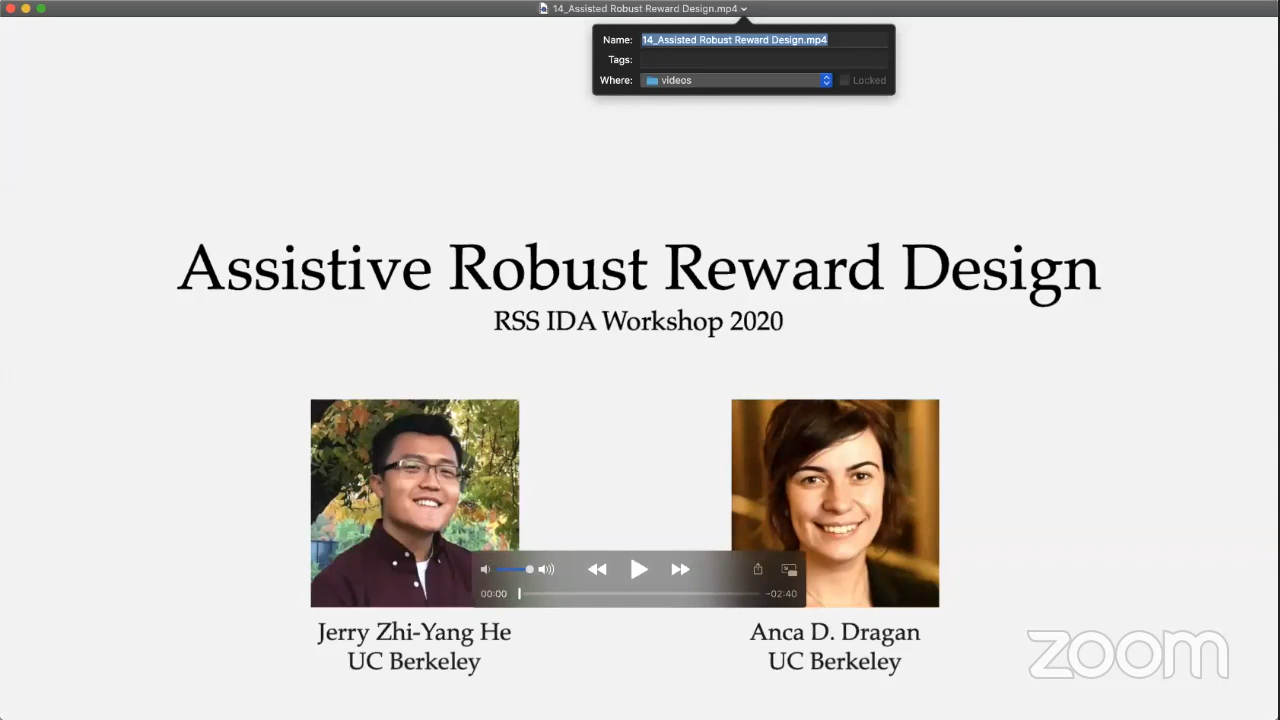 14_Assisted Robust Reward Design.mp4
Name: 14_Assisted Robust Reward Design.mp4
Tags:
Where: videos Locked
Assistive Robust Reward Design
RSS IDA Workshop 2020
00:00 -02:40
Jerry Zhi-Yang He
UC Berkeley
Anca D. Dragan
UC Berkeley
zoom